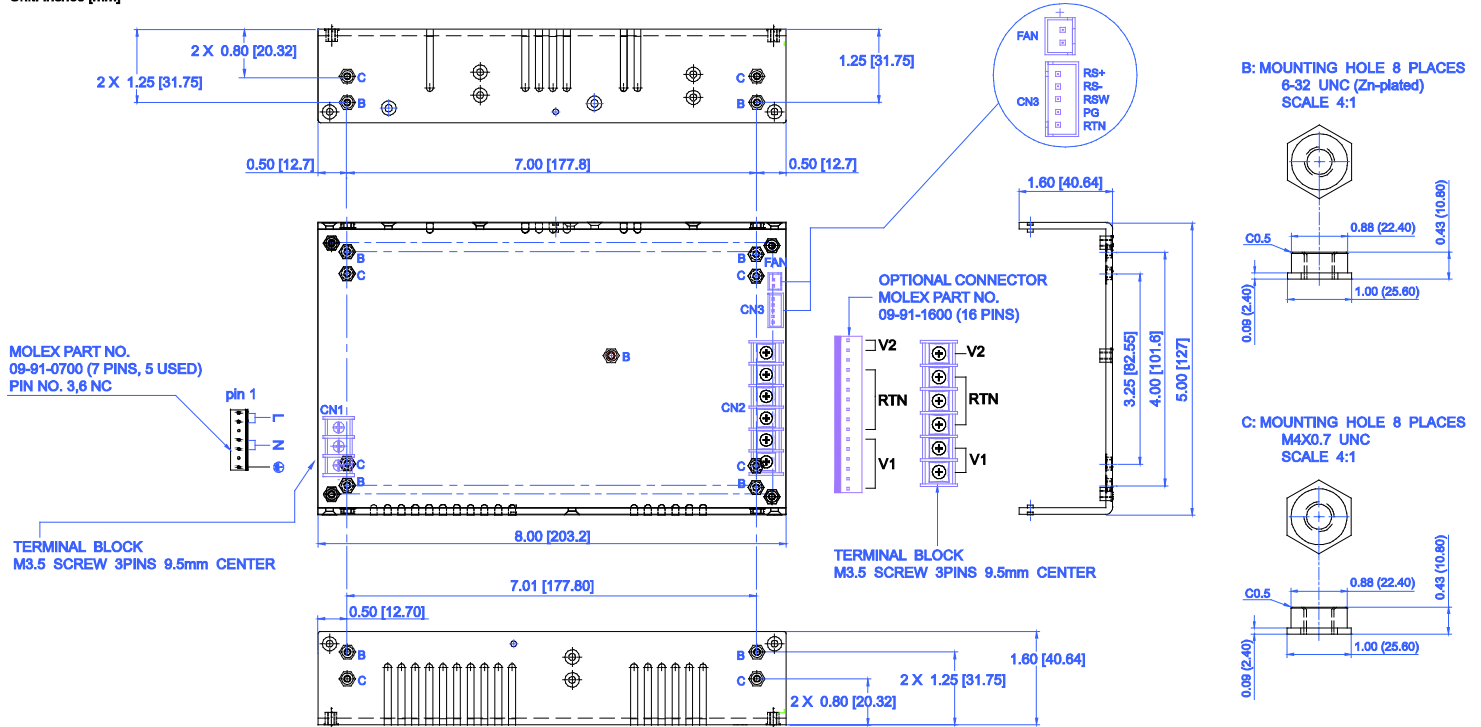 2 X 0.80 [20.32]
2 X 1.25 [31.75]
1.25 [31.75]
C
B
C
B
0.50 [12.7]
7.00 [177.8]
0.50 [12.7]
+
FAN
CN3
RS+
RS-
RSW
PG
RTN
B: MOUNTING HOLE 8 PLACES
6-32 UNC (Zn-plated)
SCALE 4:1
C0.5
0.88 (22.40)
0.43 (10.80)
0.09 (2.40)
1.00 (25.60)
1.60 [40.64]
3.25 [82.55]
4.00 [101.6]
5.00 [127]
B
C
B
C
FAN
CN3
CN2
B
CN1
C
B
C
B
8.00 [203.2]
OPTIONAL CONNECTOR
MOLEX PART NO.
09-91-1600 (16 PINS)
V2
RTN
V1
V2
RTN
V1
TERMINAL BLOCK
M3.5 SCREW 3PINS 9.5mm CENTER
MOLEX PART NO.
09-91-0700 (7 PINS, 5 USED)
PIN NO. 3,6 NC
pin 1
L
N
TERMINAL BLOCK
M3.5 SCREW 3PINS 9.5mm CENTER
C: MOUNTING HOLE 8 PLACES
M4X0.7 UNC
SCALE 4:1
C0.5
0.88 (22.40)
0.43 (10.80)
0.09 (2.40)
1.00 (25.60)
7.01 [177.80]
0.50 [12.70]
B
C
B
C
1.60 [40.64]
2 X 1.25 [31.75]
2 X 0.80 [20.32]